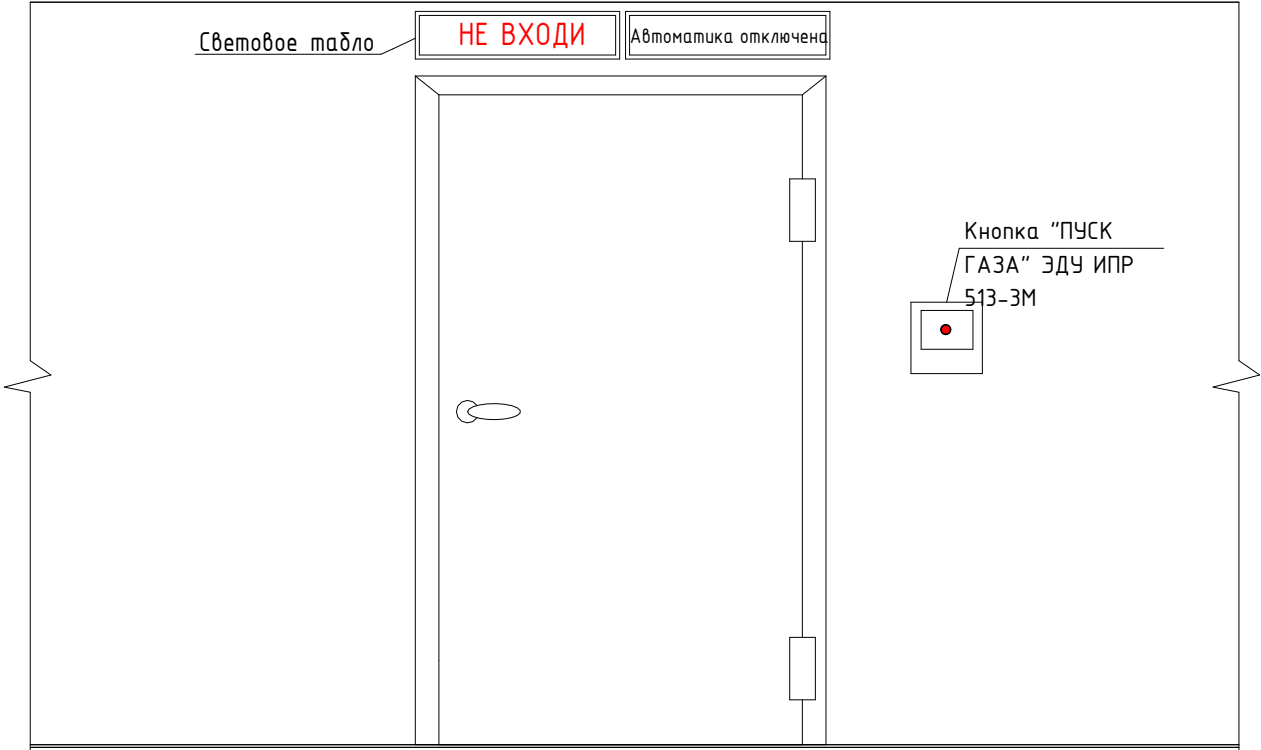 Световое табло
НЕ ВХОДИ
Автоматика отключена
Кнопка "ПУСК
ГАЗА" ЭДУ ИПР
513-3М